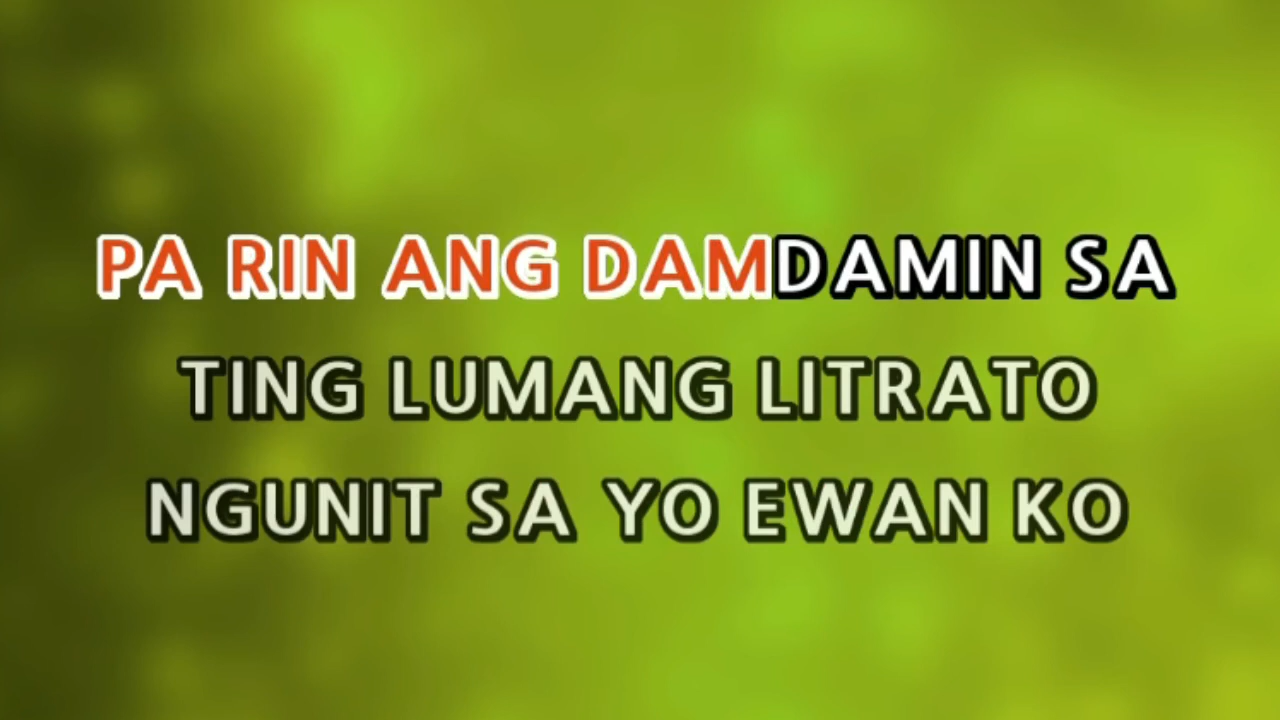 PA RIN ANG DAMDAMIN SA
TING LUMANG LITRATO
NGUNIT SA YO EWAN KO